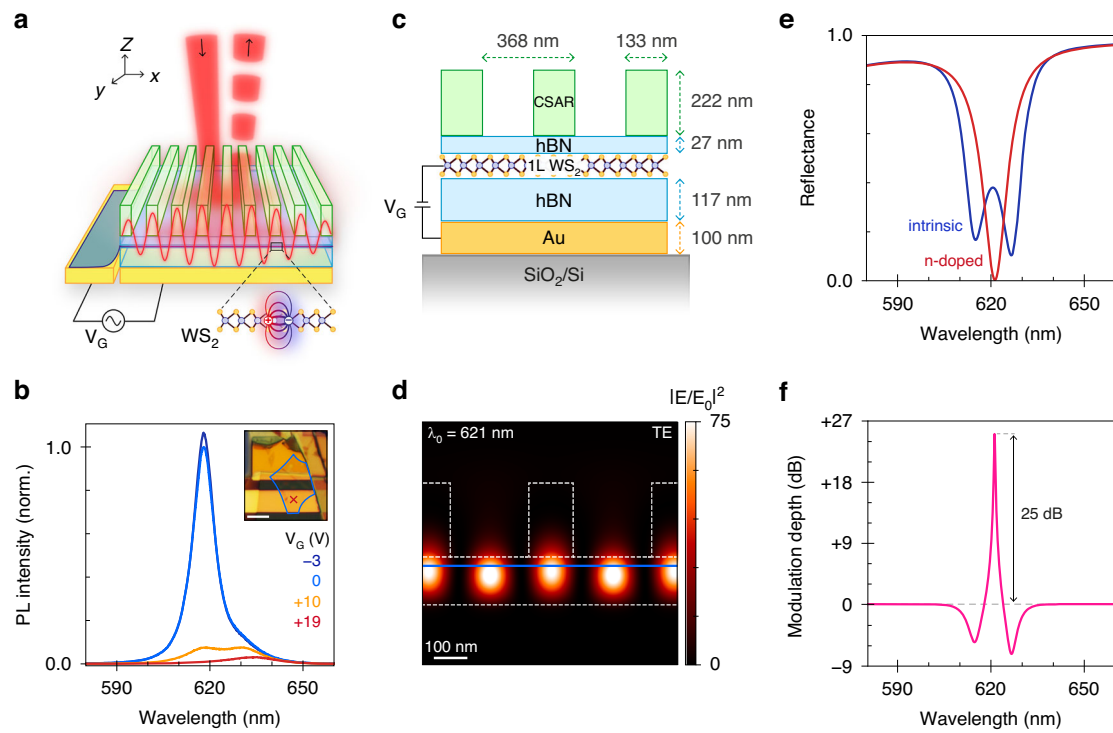 a
Z
y
x
V_G
WS₂
b
PL intensity (norm.)
1.0
0.0
V_G (V)
−3
0
+10
+19
590
620
650
Wavelength (nm)
c
368 nm
133 nm
CSAR
222 nm
hBN
27 nm
1L WS₂
V_G
hBN
117 nm
Au
100 nm
SiO₂/Si
d
|E/E₀|²
λ₀ = 621 nm
TE
75
100 nm
0
e
Reflectance
1.0
intrinsic
n-doped
0.0
590
620
650
Wavelength (nm)
f
Modulation depth (dB)
+27
+18
+9
0
−9
25 dB
590
620
650
Wavelength (nm)